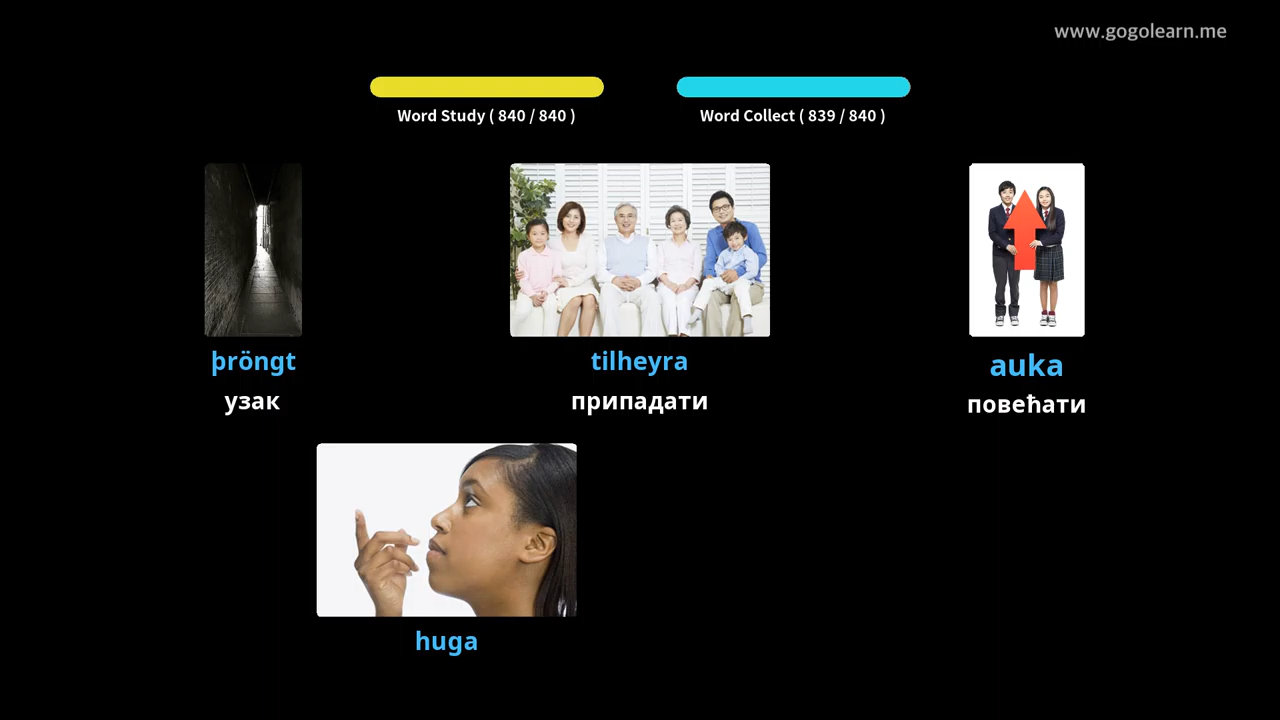 www.gogolearn.me
Word Study ( 840 / 840 )
Word Collect ( 839 / 840 )
þröngt
узак
tilheyra
припадати
auka
повећати
huga